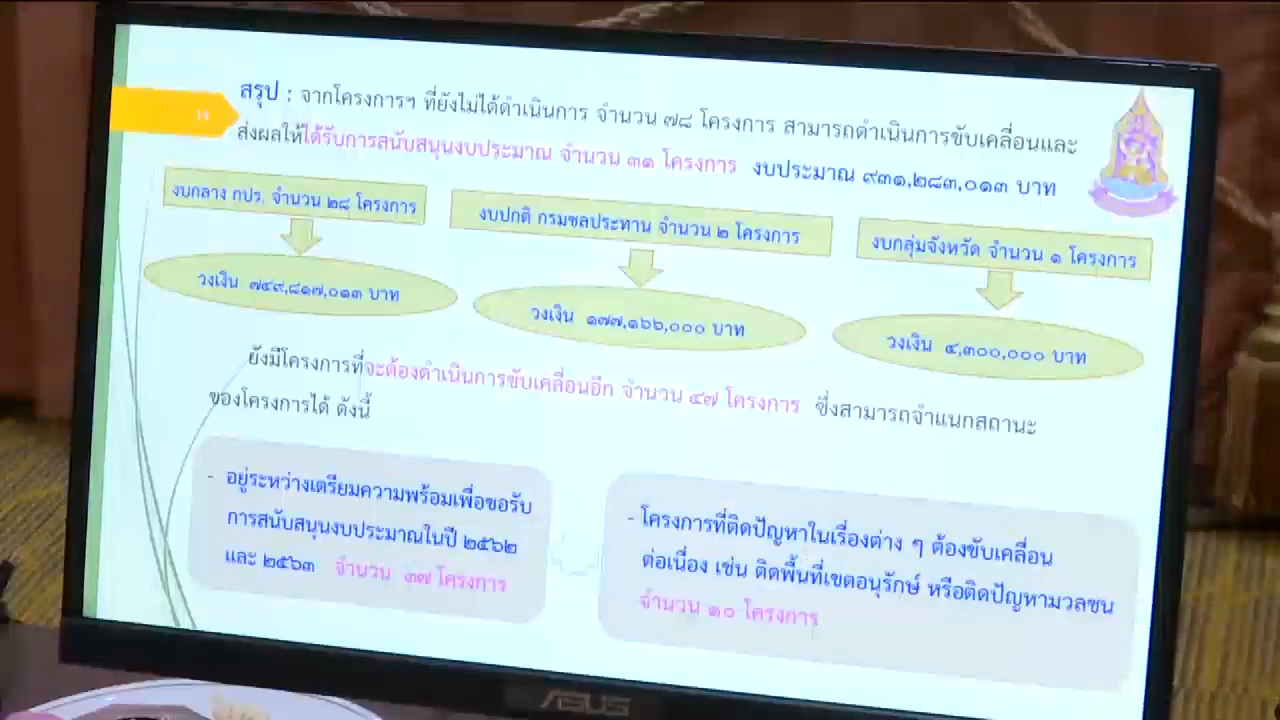 สรุป : จากโครงการฯ ที่ยังไม่ได้ดำเนินการ จำนวน ๗๘ โครงการ สามารถดำเนินการขับเคลื่อนและ
ส่งผลให้ได้รับการสนับสนุนงบประมาณ จำนวน ๓๑ โครงการ งบประมาณ ๙๓๑,๒๘๓,๐๑๓ บาท
งบกลาง กปร. จำนวน ๒๘ โครงการ
งบปกติ กรมชลประทาน จำนวน ๒ โครงการ
งบกลุ่มจังหวัด จำนวน ๑ โครงการ
วงเงิน ๗๔๙,๘๑๗,๐๑๓ บาท
วงเงิน ๑๗๗,๑๖๖,๐๐๐ บาท
วงเงิน ๔,๓๐๐,๐๐๐ บาท
ยังมีโครงการที่จะต้องดำเนินการขับเคลื่อนอีก จำนวน ๔๗ โครงการ ซึ่งสามารถจำแนกสถานะ
ของโครงการได้ ดังนี้
- อยู่ระหว่างเตรียมความพร้อมเพื่อขอรับ
การสนับสนุนงบประมาณในปี ๒๕๖๒
และ ๒๕๖๓ จำนวน ๓๗ โครงการ
- โครงการที่ติดปัญหาในเรื่องต่าง ๆ ต้องขับเคลื่อน
ต่อเนื่อง เช่น ติดพื้นที่เขตอนุรักษ์ หรือติดปัญหามวลชน
จำนวน ๑๐ โครงการ
ASUS